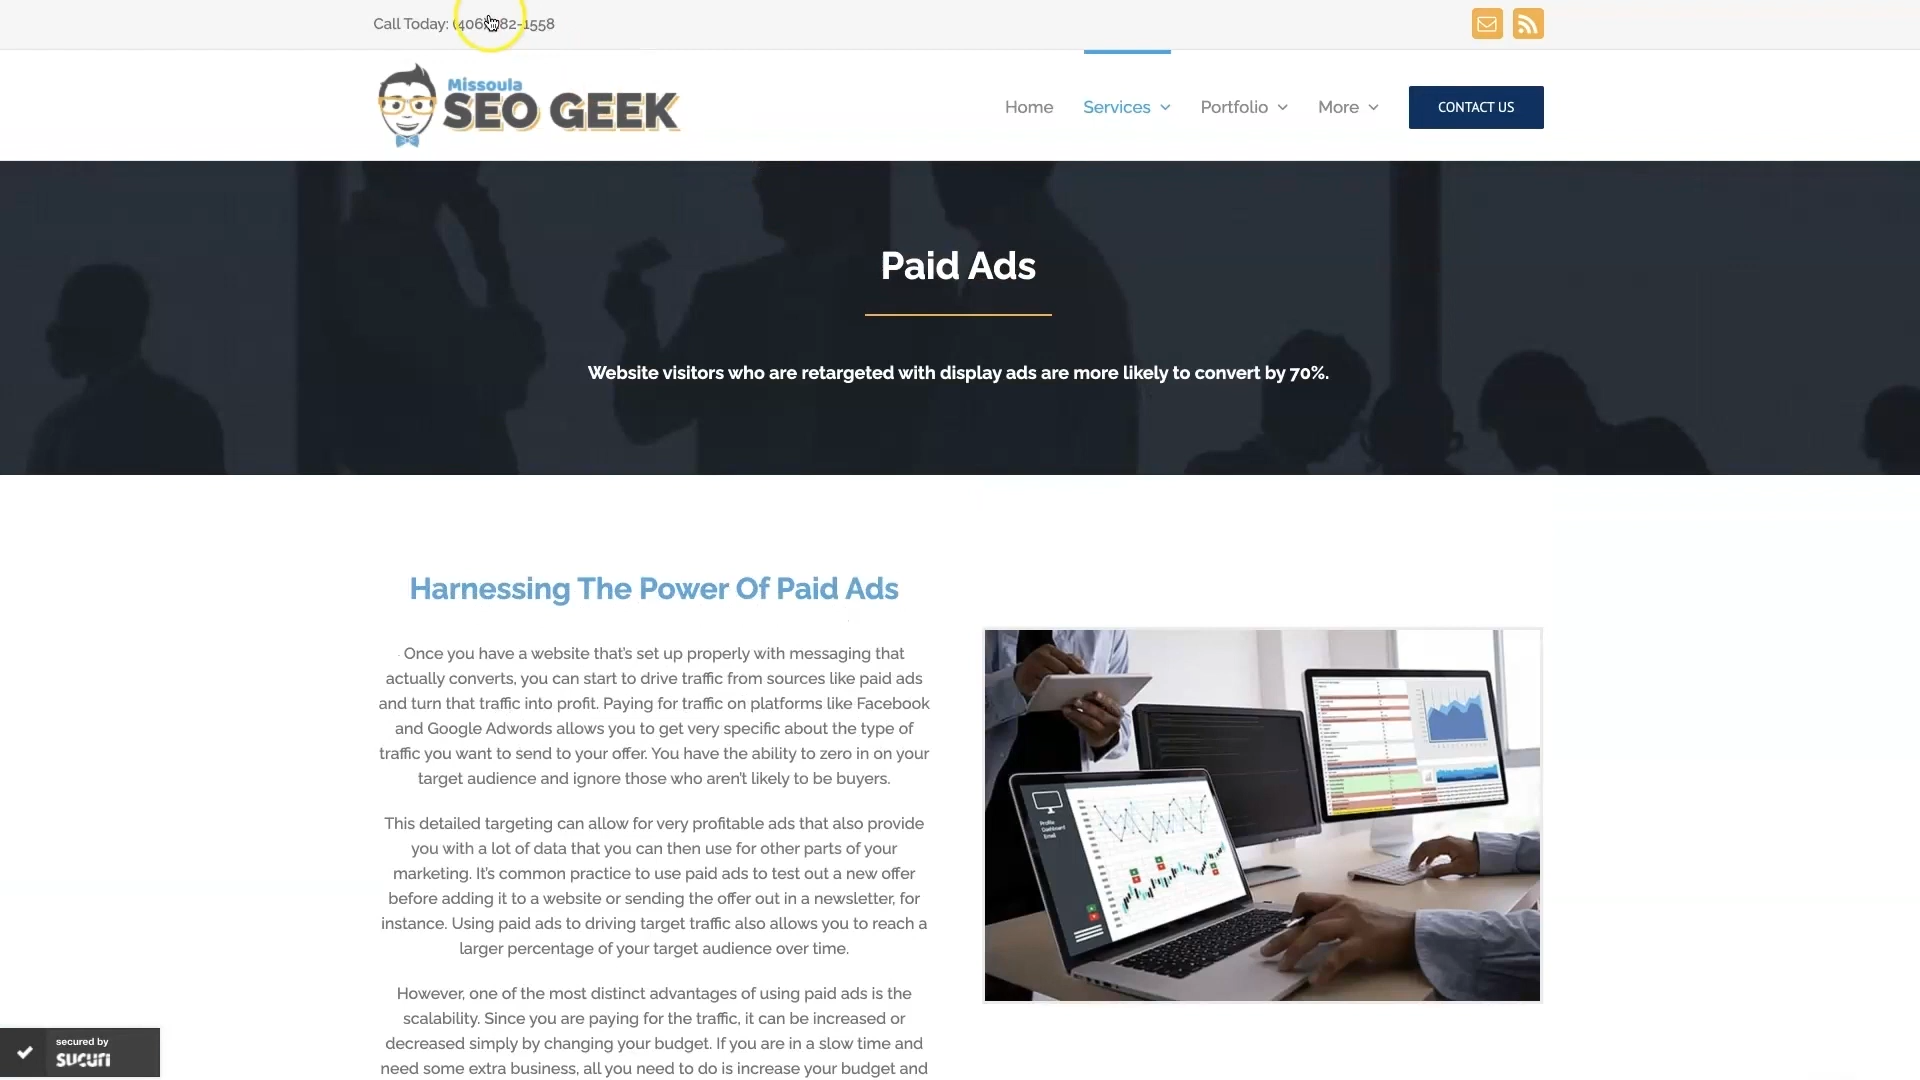 Call Today: (406) 82-1558
Missoula
SEO GEEK
Home
Services
Portfolio
More
CONTACT US
Paid Ads
Website visitors who are retargeted with display ads are more likely to convert by 70%.
Harnessing The Power Of Paid Ads
Once you have a website that's set up properly with messaging that
actually converts, you can start to drive traffic from sources like paid ads
and turn that traffic into profit. Paying for traffic on platforms like Facebook
and Google Adwords allows you to get very specific about the type of
traffic you want to send to your offer. You have the ability to zero in on your
target audience and ignore those who aren't likely to be buyers.
This detailed targeting can allow for very profitable ads that also provide
you with a lot of data that you can then use for other parts of your
marketing. It's common practice to use paid ads to test out a new offer
before adding it to a website or sending the offer out in a newsletter, for
instance. Using paid ads to driving target traffic also allows you to reach a
larger percentage of your target audience over time.
However, one of the most distinct advantages of using paid ads is the
scalability. Since you are paying for the traffic, it can be increased or
decreased simply by changing your budget. If you are in a slow time and
need some extra business, all you need to do is increase your budget and
Profile
Dashboard
Email
secured by
sucuri